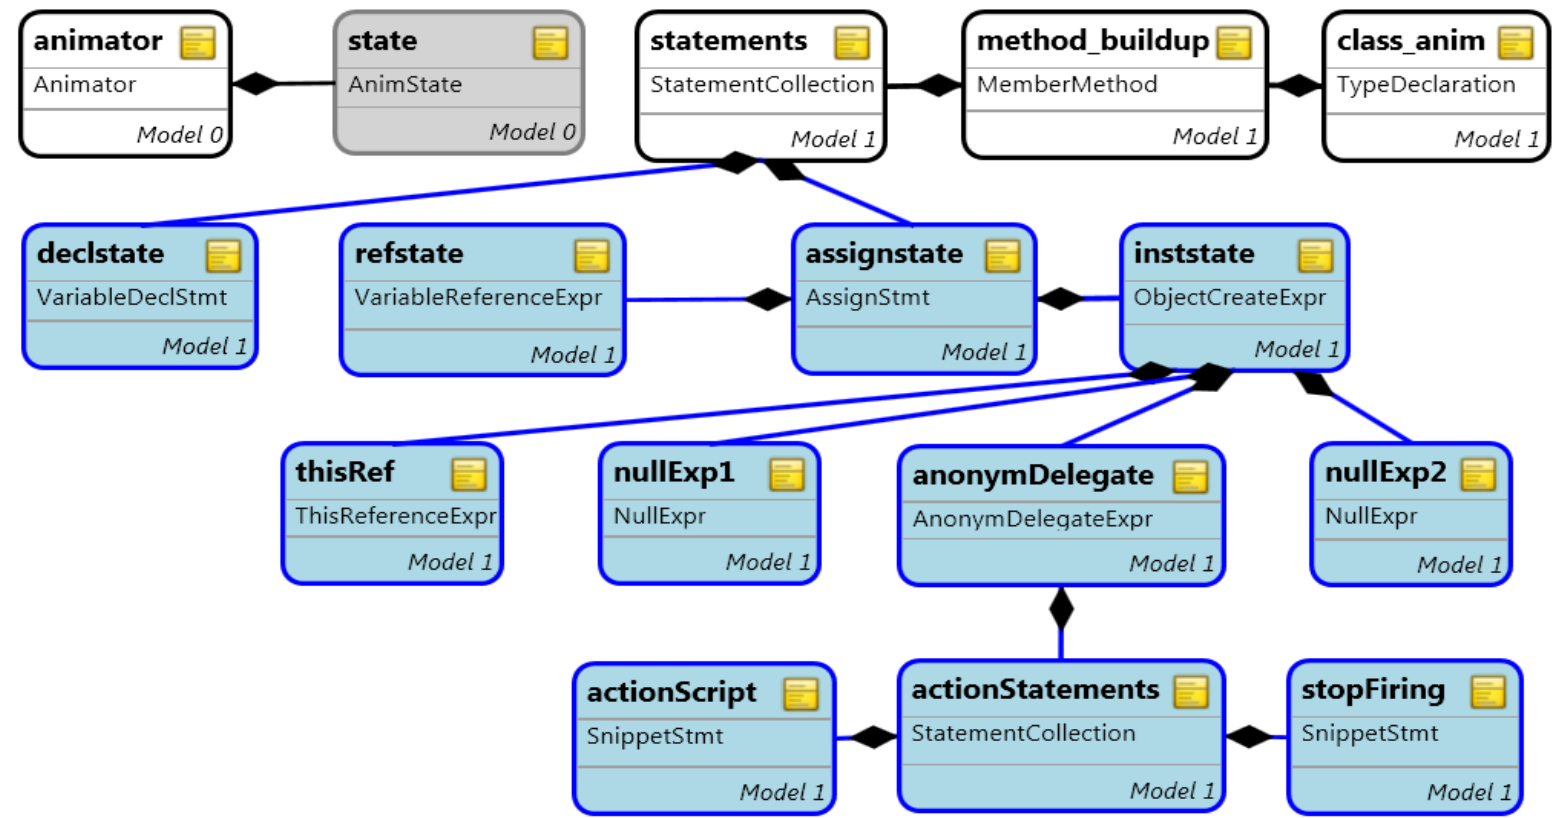 animator
Animator
Model 0
state
AnimState
Model 0
statements
StatementCollection
Model 1
method_buildup
MemberMethod
Model 1
class_anim
TypeDeclaration
Model 1
declstate
VariableDeclStmt
Model 1
refstate
VariableReferenceExpr
Model 1
assignstate
AssignStmt
Model 1
inststate
ObjectCreateExpr
Model 1
thisRef
ThisReferenceExpr
Model 1
nullExp1
NullExpr
Model 1
anonymDelegate
AnonymDelegateExpr
Model 1
nullExp2
NullExpr
Model 1
actionScript
SnippetStmt
Model 1
actionStatements
StatementCollection
Model 1
stopFiring
SnippetStmt
Model 1